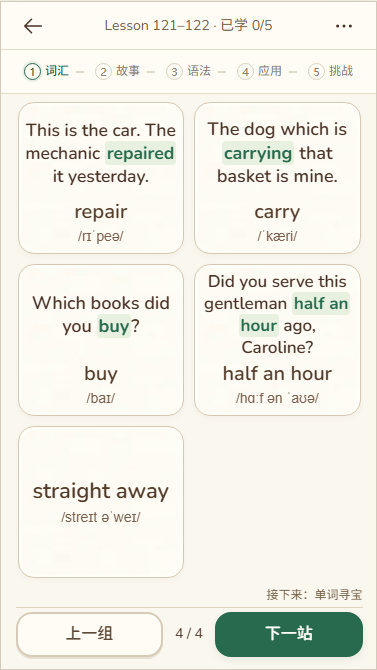 Lesson 121–122 · 已学 0/5
1 词汇 – 2 故事 – 3 语法 – 4 应用 – 5 挑战
This is the car. The
mechanic repaired
it yesterday.
repair
/rɪˈpeə/
The dog which is
carrying that
basket is mine.
carry
/ˈkæri/
Which books did
you buy?
buy
/baɪ/
Did you serve this
gentleman half an
hour ago,
Caroline?
half an hour
/hɑːf ən ˈaʊə/
straight away
/streɪt əˈweɪ/
接下来：单词寻宝
上一组
4 / 4
下一站